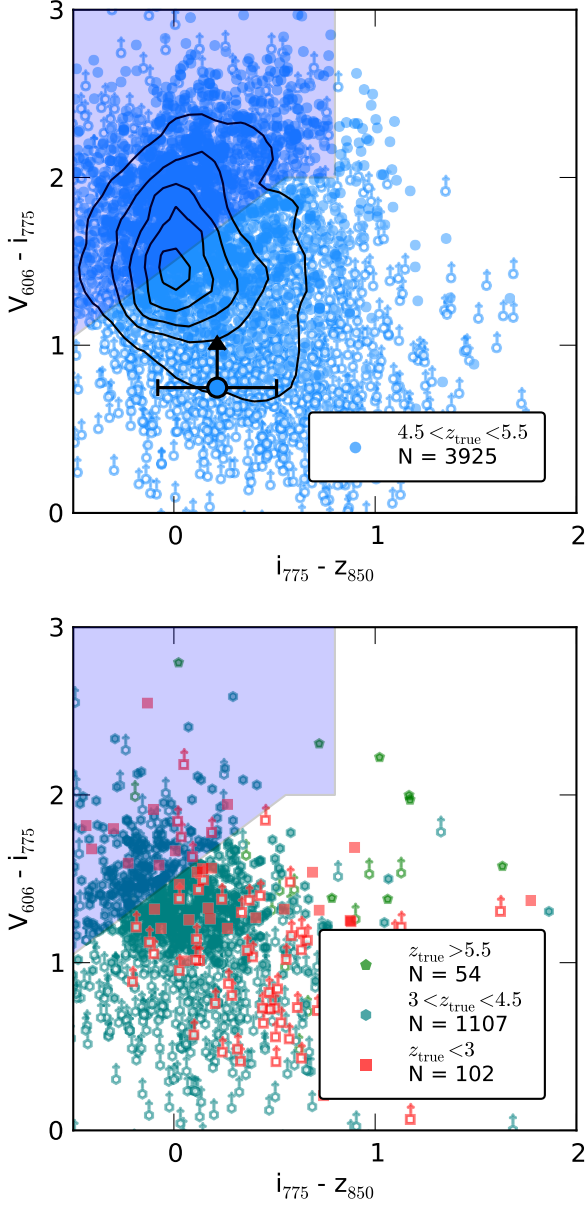 3
2
1
0
V606 - i775
4.5 < ztrue < 5.5
N = 3925
0
1
2
i775 - z850
3
2
1
0
V606 - i775
ztrue > 5.5
N = 54
3 < ztrue < 4.5
N = 1107
ztrue < 3
N = 102
0
1
2
i775 - z850